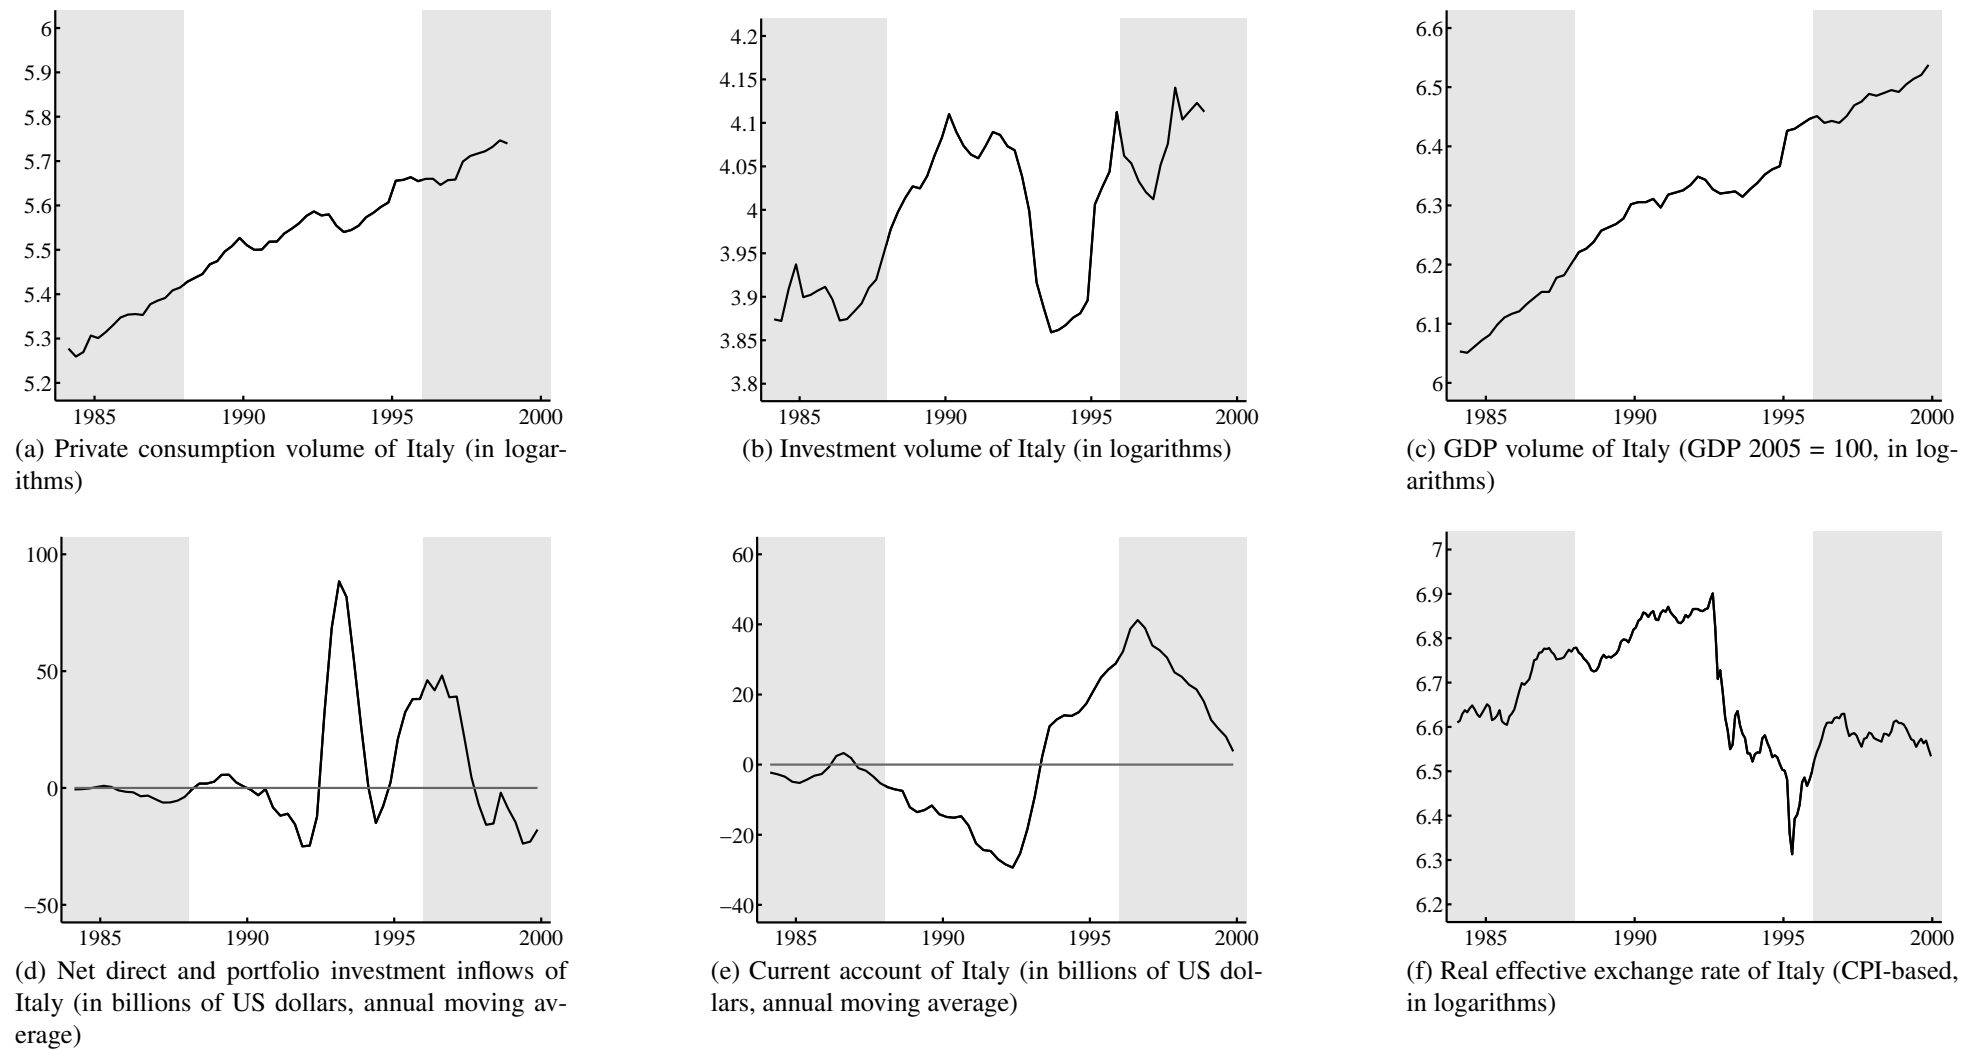 6
5.9
5.8
5.7
5.6
5.5
5.4
5.3
5.2
1985 1990 1995 2000
(a) Private consumption volume of Italy (in logar-
ithms)
4.2
4.15
4.1
4.05
4
3.95
3.9
3.85
3.8
1985 1990 1995 2000
(b) Investment volume of Italy (in logarithms)
6.6
6.5
6.4
6.3
6.2
6.1
6
1985 1990 1995 2000
(c) GDP volume of Italy (GDP 2005 = 100, in log-
arithms)
100
50
0
−50
1985 1990 1995 2000
(d) Net direct and portfolio investment inflows of
Italy (in billions of US dollars, annual moving av-
erage)
60
40
20
0
−20
−40
1985 1990 1995 2000
(e) Current account of Italy (in billions of US dol-
lars, annual moving average)
7
6.9
6.8
6.7
6.6
6.5
6.4
6.3
6.2
1985 1990 1995 2000
(f) Real effective exchange rate of Italy (CPI-based,
in logarithms)